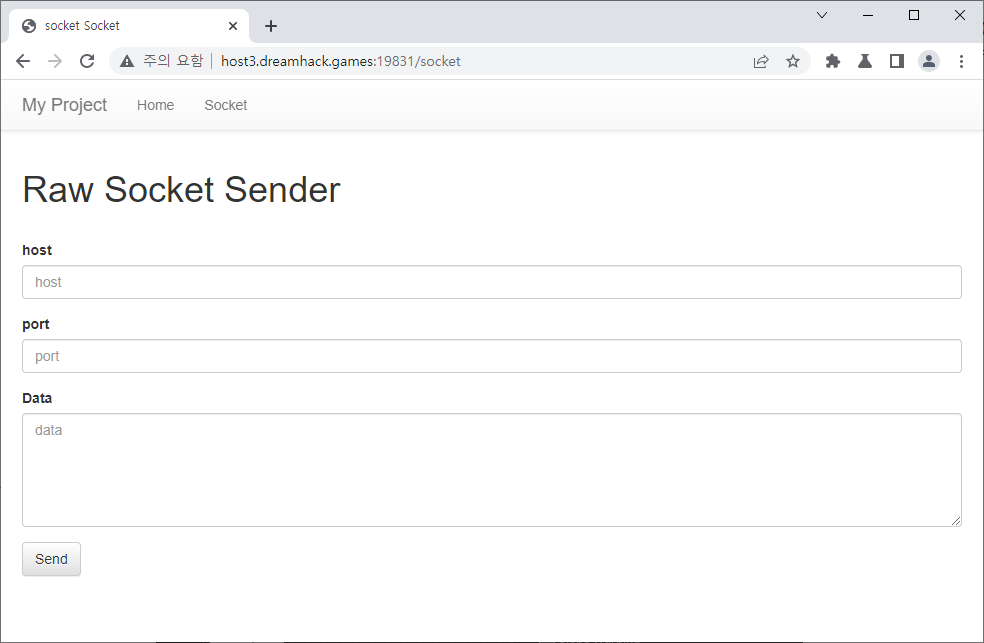 socket Socket
주의 요함 host3.dreamhack.games:19831/socket
My Project Home Socket
Raw Socket Sender
host
host
port
port
Data
data
Send